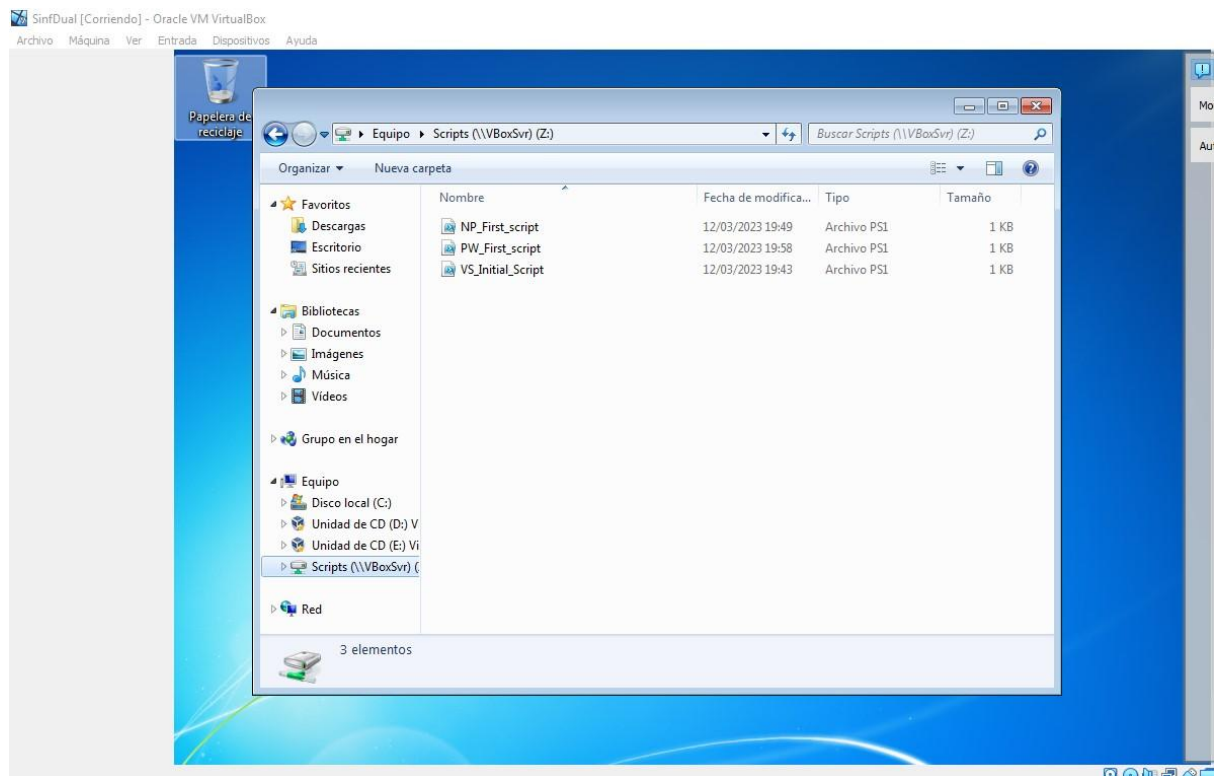 SinfDual [Corriendo] - Oracle VM VirtualBox
Archivo Máquina Ver Entrada Dispositivos Ayuda
Papelera de
reciclaje
Equipo Scripts (\\VBoxSvr) (Z:)
Buscar Scripts (\\VBoxSvr) (Z:)
Organizar Nueva carpeta
Favoritos
Descargas
Escritorio
Sitios recientes
Bibliotecas
Documentos
Imágenes
Música
Vídeos
Grupo en el hogar
Equipo
Disco local (C:)
Unidad de CD (D:) V
Unidad de CD (E:) Vi
Scripts (\\VBoxSvr) (
Red
Nombre Fecha de modifica... Tipo Tamaño
NP_First_script 12/03/2023 19:49 Archivo PS1 1 KB
PW_First_script 12/03/2023 19:58 Archivo PS1 1 KB
VS_Initial_Script 12/03/2023 19:43 Archivo PS1 1 KB
3 elementos
Mo
Au